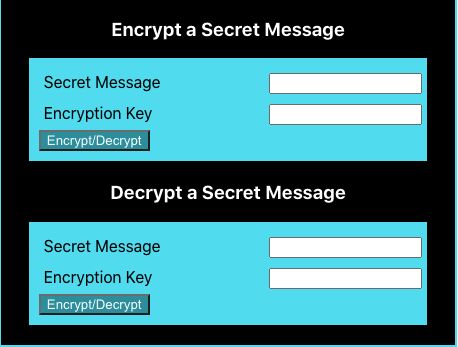 Encrypt a Secret Message
Secret Message
Encryption Key
Encrypt/Decrypt
Decrypt a Secret Message
Secret Message
Encryption Key
Encrypt/Decrypt